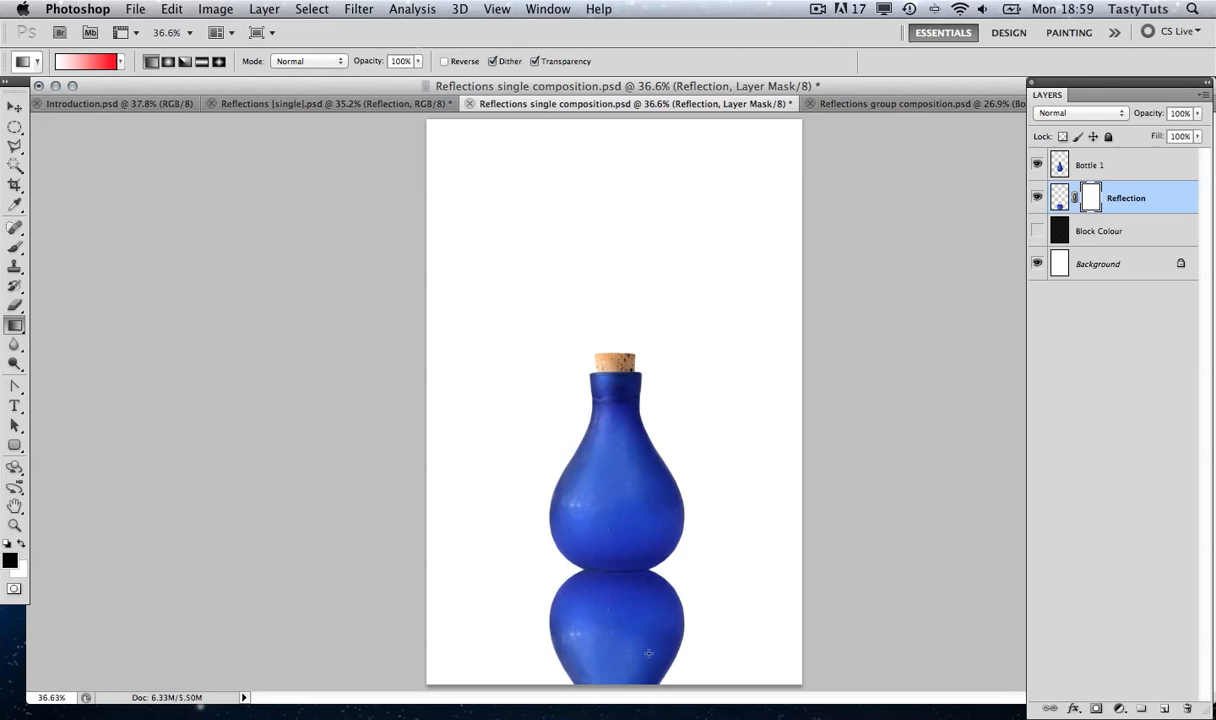 Photoshop File Edit Image Layer Select Filter Analysis 3D View Window Help 17 Mon 18:59 TastyTuts
Ps Br Mb 36.6% ESSENTIALS DESIGN PAINTING >> CS Live
Mode: Normal Opacity: 100% Reverse Dither Transparency
Reflections single composition.psd @ 36.6% (Reflection, Layer Mask/8) *
Introduction.psd @ 37.8% (RGB/8) Reflections [single].psd @ 35.2% (Reflection, RGB/8) * Reflections single composition.psd @ 36.6% (Reflection, Layer Mask/8) * Reflections group composition.psd @ 26.9% (Bo
LAYERS
Normal Opacity: 100%
Lock: Fill: 100%
Bottle 1
Reflection
Block Colour
Background
T
fx
36.63% Doc: 6.33M/5.50M